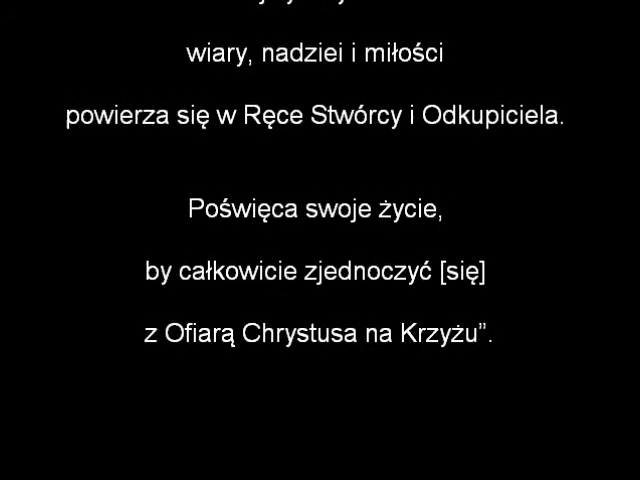 wiary, nadziei i miłości
powierza się w Ręce Stwórcy i Odkupiciela.
Poświęca swoje życie,
by całkowicie zjednoczyć [się]
z Ofiarą Chrystusa na Krzyżu”.